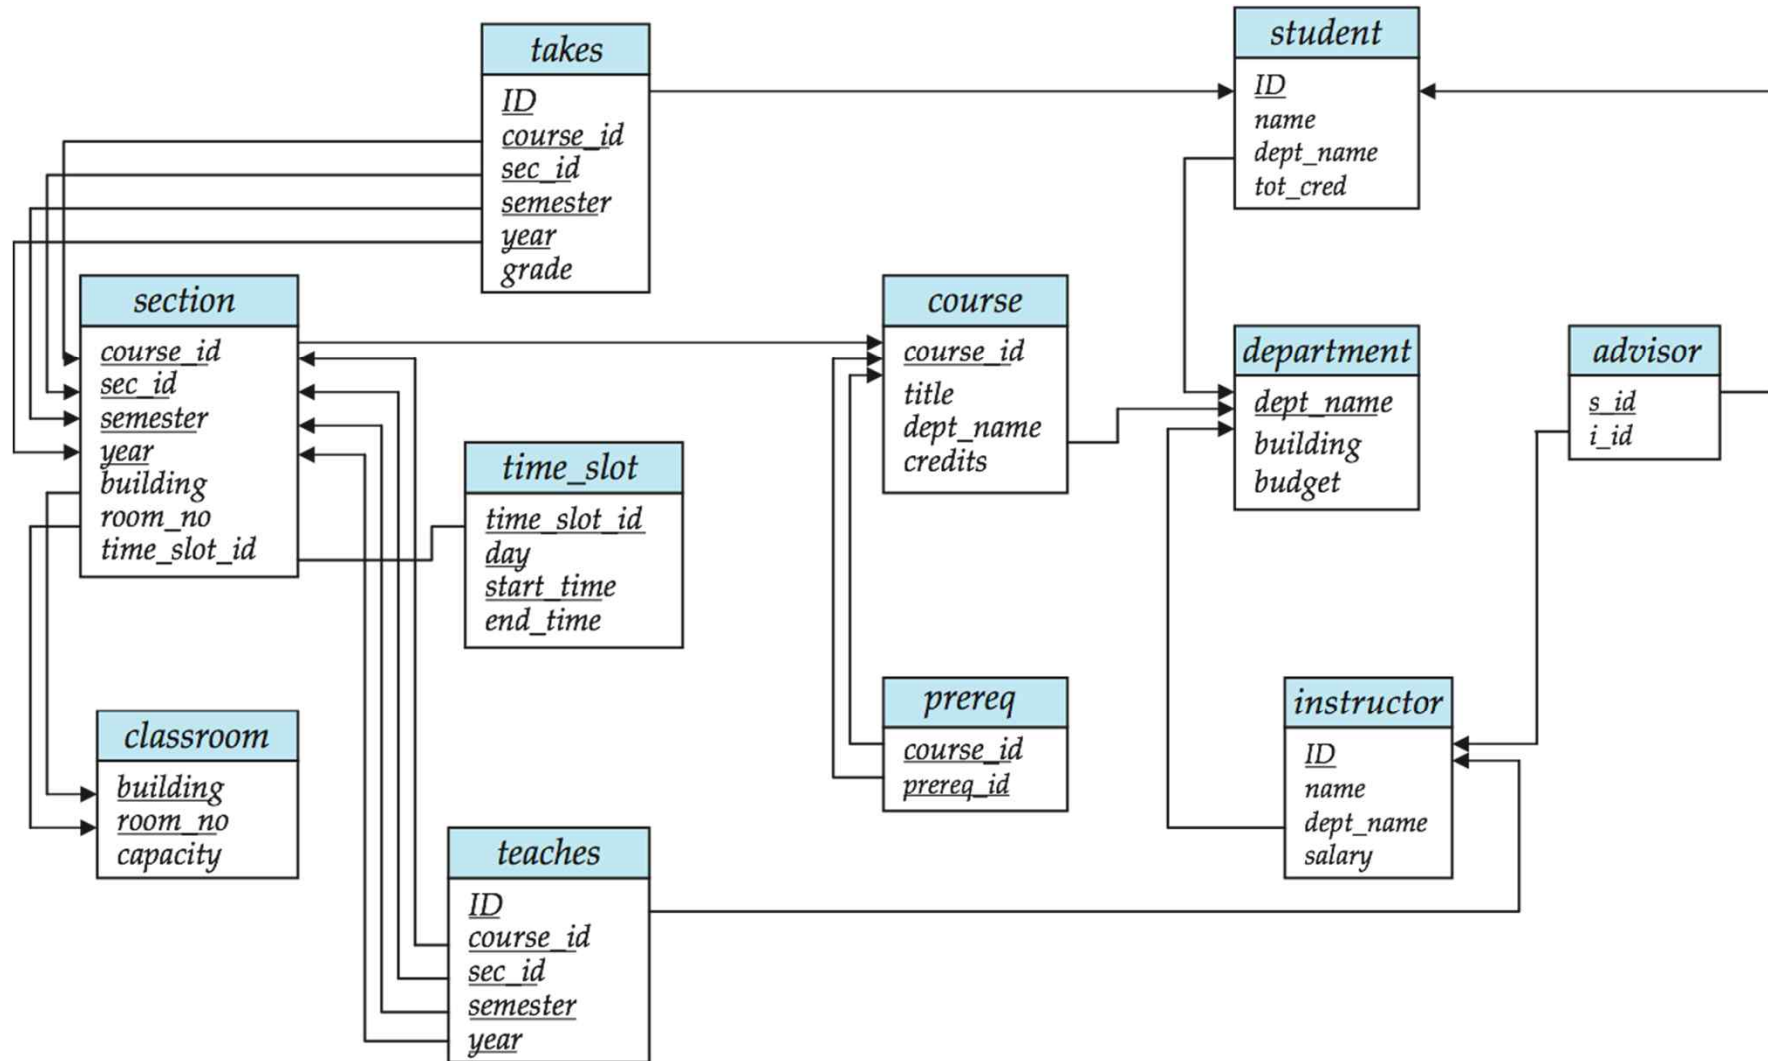 takes
ID
course_id
sec_id
semester
year
grade
student
ID
name
dept_name
tot_cred
section
course_id
sec_id
semester
year
building
room_no
time_slot_id
time_slot
time_slot_id
day
start_time
end_time
course
course_id
title
dept_name
credits
department
dept_name
building
budget
advisor
s_id
i_id
classroom
building
room_no
capacity
prereq
course_id
prereq_id
instructor
ID
name
dept_name
salary
teaches
ID
course_id
sec_id
semester
year